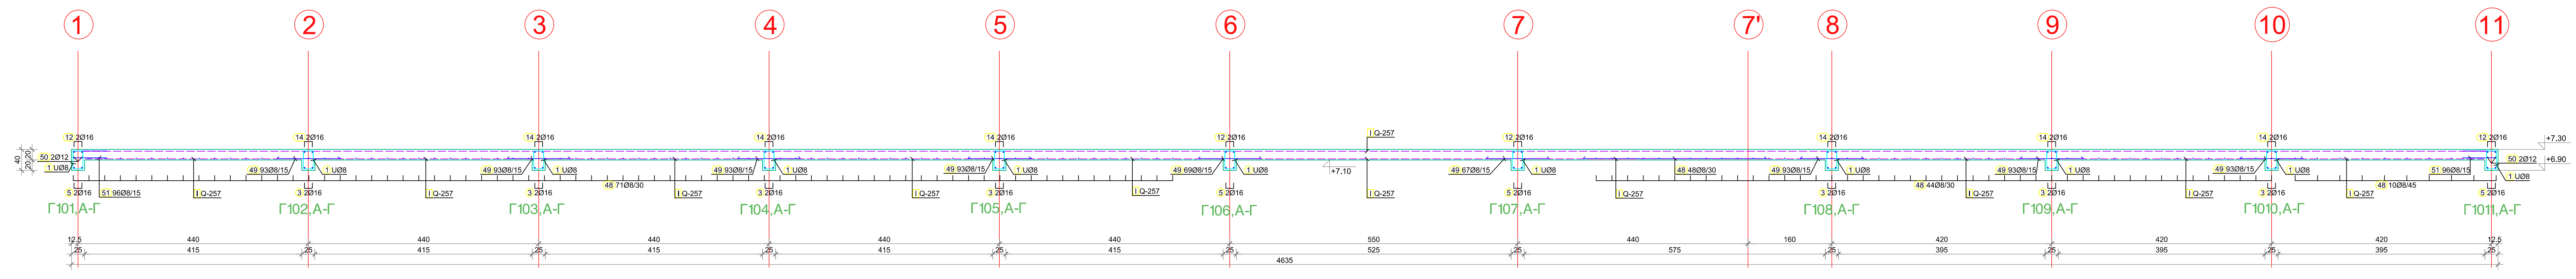 1 2 3 4 5 6 7 7' 8 9 10 11
12 2Ø16 14 2Ø16 14 2Ø16 14 2Ø16 14 2Ø16 12 2Ø16 I Q-257 12 2Ø16 14 2Ø16 14 2Ø16 14 2Ø16 12 2Ø16 +7.30
40 20 20 50 2Ø12 50 2Ø12 +6.90
1 UØ8 49 93Ø8/15 1 UØ8 49 93Ø8/15 1 UØ8 49 93Ø8/15 1 UØ8 49 93Ø8/15 1 UØ8 49 69Ø8/15 1 UØ8 +7,10 49 67Ø8/15 1 UØ8 48 48Ø8/30 49 93Ø8/15 1 UØ8 49 93Ø8/15 1 UØ8 49 93Ø8/15 1 UØ8 51 96Ø8/15 1 UØ8
48 71Ø8/30 48 44Ø8/30 48 10Ø8/45
5 2Ø16 51 96Ø8/15 I Q-257 3 2Ø16 I Q-257 3 2Ø16 I Q-257 3 2Ø16 I Q-257 3 2Ø16 I Q-257 5 2Ø16 I Q-257 5 2Ø16 I Q-257 3 2Ø16 I Q-257 3 2Ø16 I Q-257 3 2Ø16 I Q-257 5 2Ø16
Г101,А-Г Г102,А-Г Г103,А-Г Г104,А-Г Г105,А-Г Г106,А-Г Г107,А-Г Г108,А-Г Г109,А-Г Г1010,А-Г Г1011,А-Г
12,5 440 440 440 440 440 550 440 160 420 420 420 12,5
25 415 25 415 25 415 25 415 25 415 25 525 25 575 25 395 25 395 25 395 25
4635